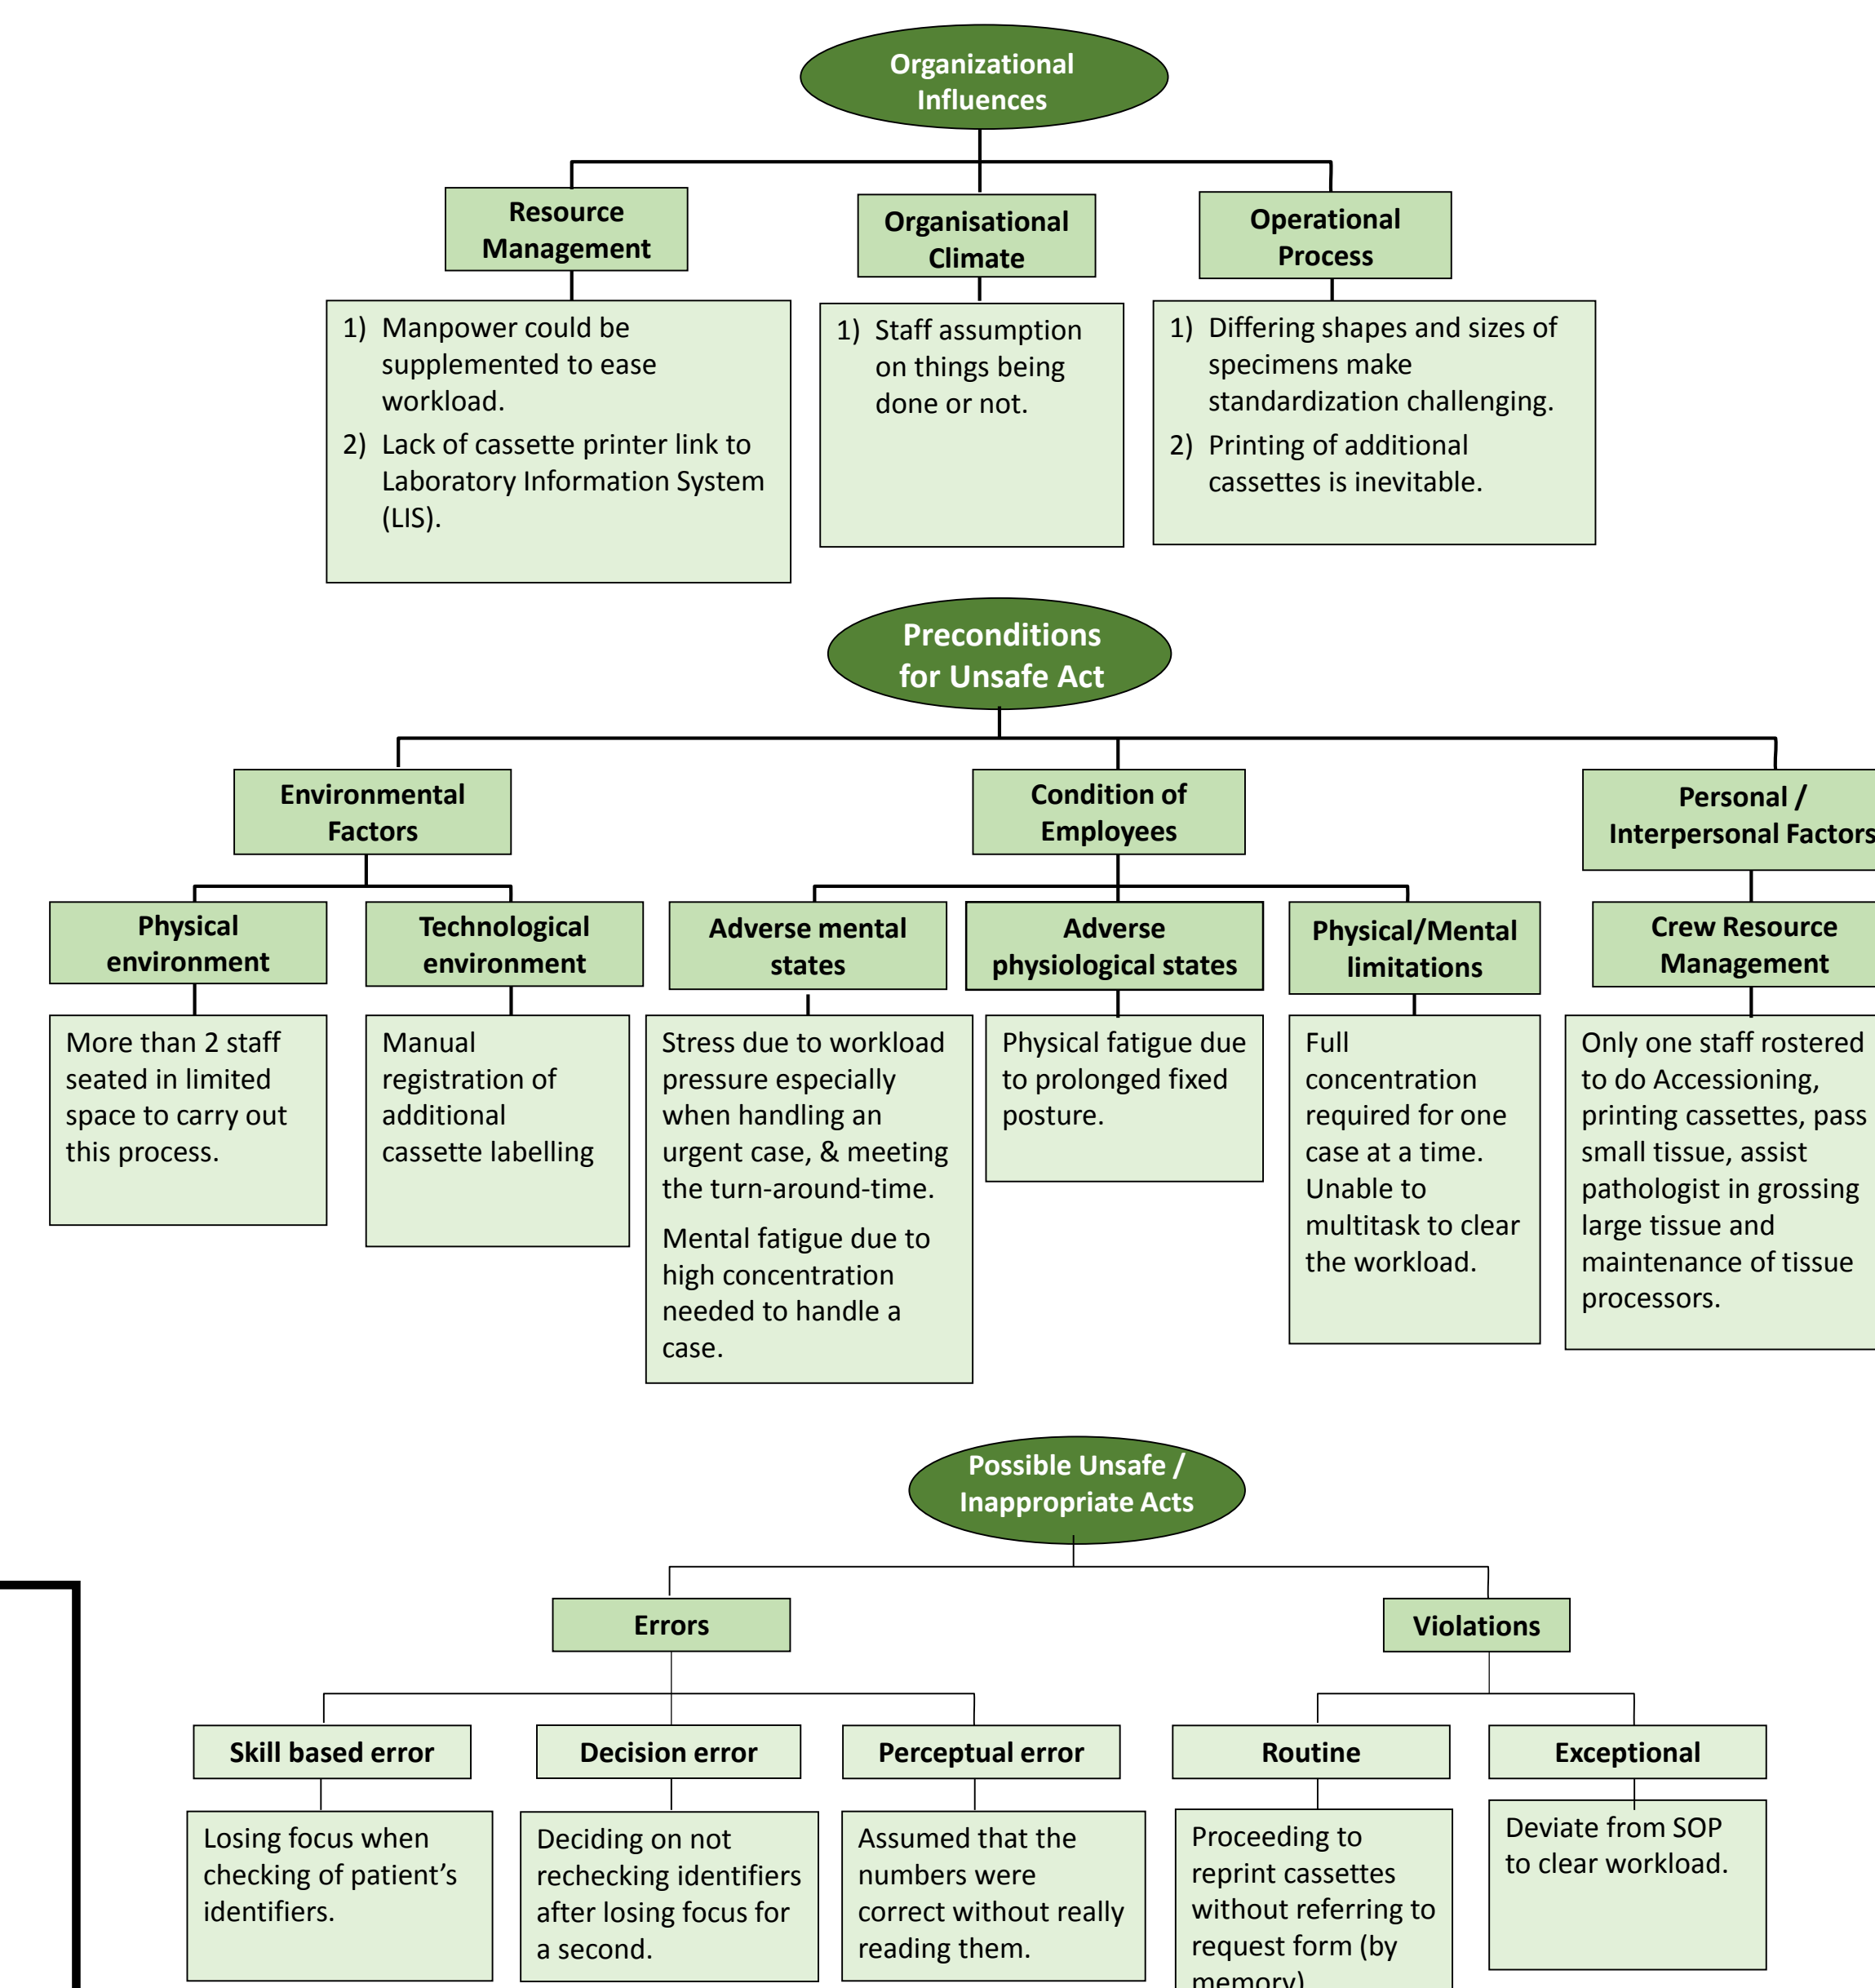 Organizational
Influences
Resource
Management
Organisational
Climate
Operational
Process
1) Manpower could be
supplemented to ease
workload.
2) Lack of cassette printer link to
Laboratory Information System
(LIS).
1) Staff assumption
on things being
done or not.
1) Differing shapes and sizes of
specimens make
standardization challenging.
2) Printing of additional
cassettes is inevitable.
Preconditions
for Unsafe Act
Environmental
Factors
Condition of
Employees
Personal /
Interpersonal Factors
Physical
environment
Technological
environment
Adverse mental
states
Adverse
physiological states
Physical/Mental
limitations
Crew Resource
Management
More than 2 staff
seated in limited
space to carry out
this process.
Manual
registration of
additional
cassette labelling
Stress due to workload
pressure especially
when handling an
urgent case, & meeting
the turn-around-time.
Mental fatigue due to
high concentration
needed to handle a
case.
Physical fatigue due
to prolonged fixed
posture.
Full
concentration
required for one
case at a time.
Unable to
multitask to clear
the workload.
Only one staff rostered
to do Accessioning,
printing cassettes, pass
small tissue, assist
pathologist in grossing
large tissue and
maintenance of tissue
processors.
Possible Unsafe /
Inappropriate Acts
Errors
Violations
Skill based error
Decision error
Perceptual error
Routine
Exceptional
Losing focus when
checking of patient’s
identifiers.
Deciding on not
rechecking identifiers
after losing focus for
a second.
Assumed that the
numbers were
correct without really
reading them.
Proceeding to
reprint cassettes
without referring to
request form (by
memory)
Deviate from SOP
to clear workload.